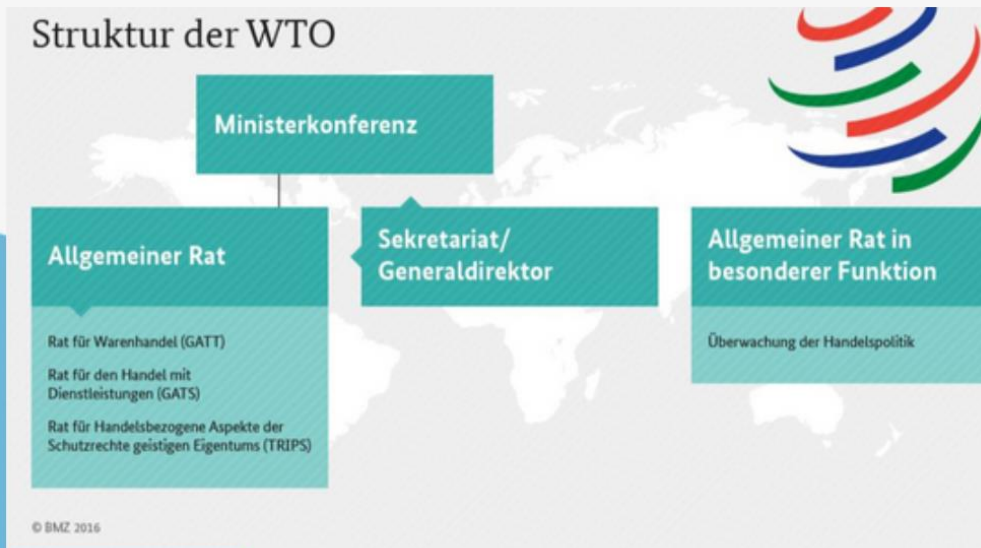 Struktur der WTO
Ministerkonferenz
Allgemeiner Rat
Rat für Warenhandel (GATT)
Rat für den Handel mit
Dienstleistungen (GATS)
Rat für Handelsbezogene Aspekte der
Schutzrechte geistigen Eigentums (TRIPS)
Sekretariat/
Generaldirektor
Allgemeiner Rat in
besonderer Funktion
Überwachung der Handelspolitik
© BMZ 2016